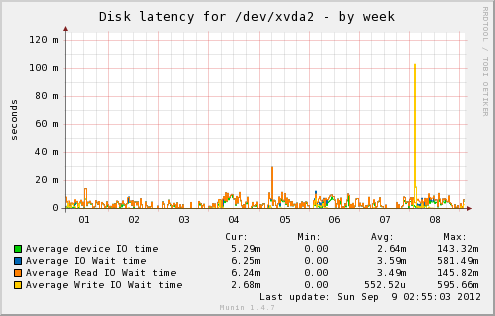 Disk latency for /dev/xvda2 - by week
RRDTOOL / TOBI OETIKER
seconds
120 m
100 m
80 m
60 m
40 m
20 m
0
01 02 03 04 05 06 07 08
Cur: Min: Avg: Max:
Average device IO time 5.29m 0.00 2.64m 143.32m
Average IO Wait time 6.25m 0.00 3.59m 581.49m
Average Read IO Wait time 6.24m 0.00 3.49m 145.82m
Average Write IO Wait time 2.68m 0.00 552.52u 595.66m
Last update: Sun Sep 9 02:55:03 2012
Munin 1.4.7